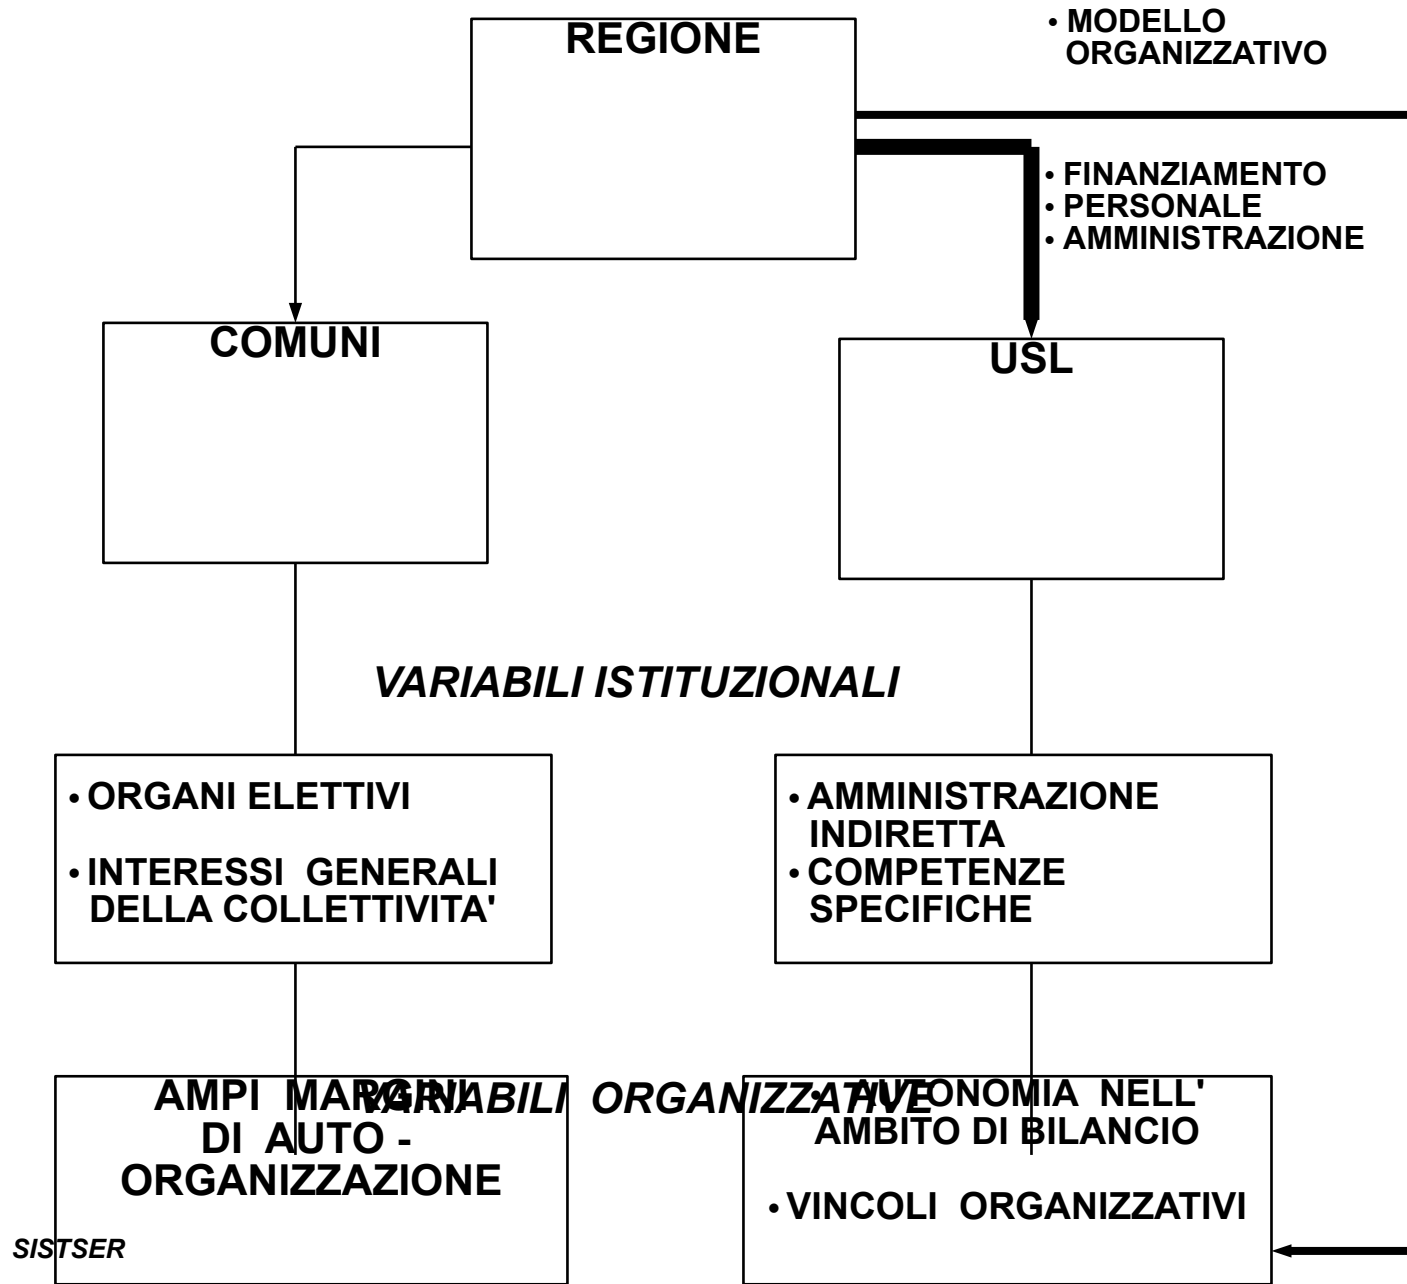 REGIONE
• MODELLO
ORGANIZZATIVO
• FINANZIAMENTO
• PERSONALE
• AMMINISTRAZIONE
COMUNI
USL
VARIABILI ISTITUZIONALI
• ORGANI ELETTIVI
• INTERESSI GENERALI
DELLA COLLETTIVITA'
• AMMINISTRAZIONE
INDIRETTA
• COMPETENZE
SPECIFICHE
VARIABILI ORGANIZZATIVE
AMPI MARGINI
DI AUTO -
ORGANIZZAZIONE
• AUTONOMIA NELL'
AMBITO DI BILANCIO
• VINCOLI ORGANIZZATIVI
SISTSER